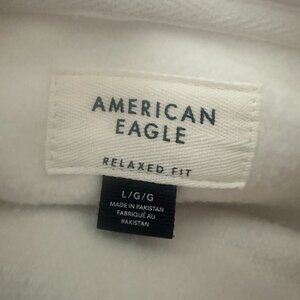 AMERICAN
EAGLE
RELAXED FIT
L/G/G
MADE IN PAKISTAN
FABRIQUÉ AU
PAKISTAN